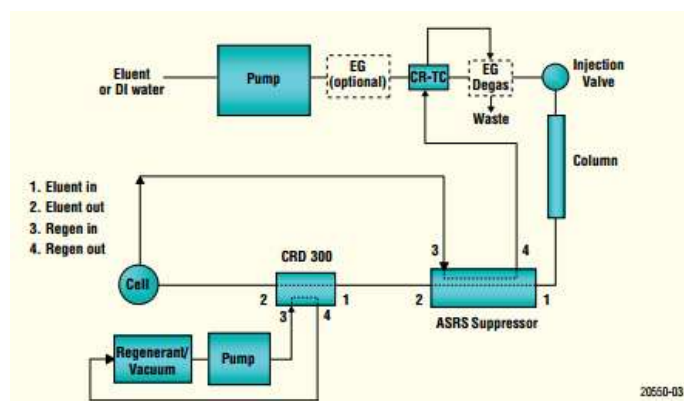 Eluent
or DI water
Pump
EG
(optional)
CR-TC
EG
Degas
Waste
Injection
Valve
Column
1. Eluent in
2. Eluent out
3. Regen in
4. Regen out
Cell
CRD 300
2
1
3
4
3
4
2
1
ASRS Suppressor
Regenerant/
Vacuum
Pump
20550-03